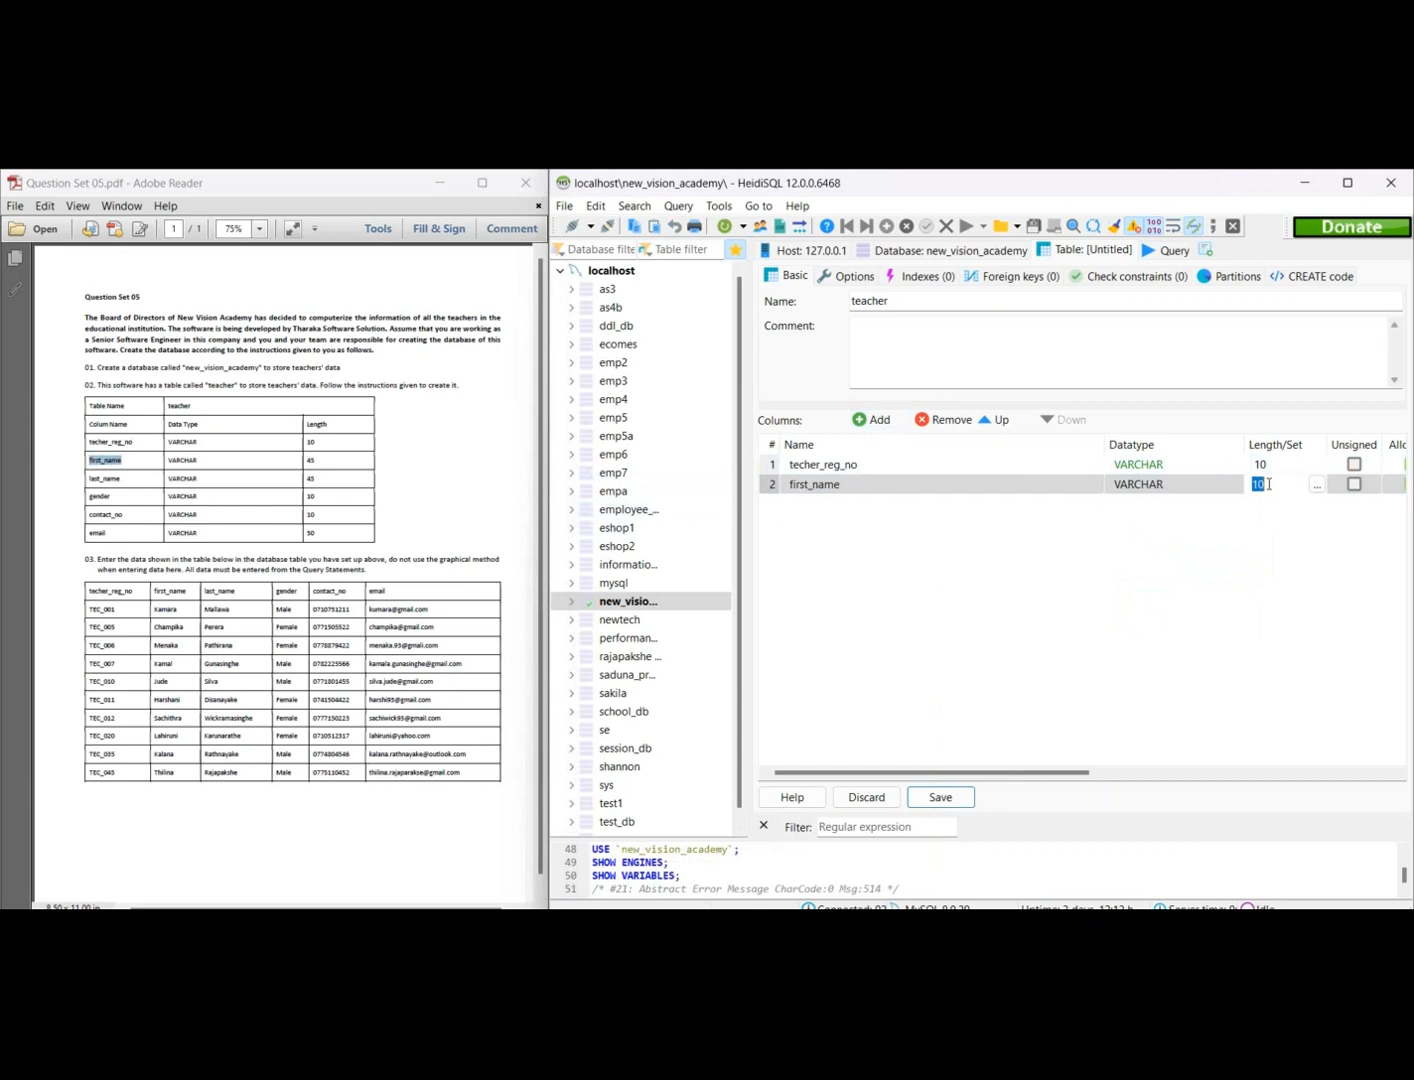 Question Set 05.pdf - Adobe Reader
File Edit View Window Help
Open 1 / 1 75% Tools Fill & Sign Comment
Question Set 05
The Board of Directors of New Vision Academy has decided to computerize the information of all the teachers in the
educational institution. The software is being developed by Tharaka Software Solution. Assume that you are working as
a Senior Software Engineer in this company and you and your team are responsible for creating the database of this
software. Create the database according to the instructions given to you as follows.
01. Create a database called "new_vision_academy" to store teachers' data
02. This software has a table called "teacher" to store teachers' data. Follow the instructions given to create it.
Table Name teacher
Colum Name Data Type Length
techer_reg_no VARCHAR 10
first_name VARCHAR 45
last_name VARCHAR 45
gender VARCHAR 10
contact_no VARCHAR 10
email VARCHAR 50
03. Enter the data shown in the table below in the database table you have set up above, do not use the graphical method
when entering data here. All data must be entered from the Query Statements.
techer_reg_no first_name last_name gender contact_no email
TEC_001 Kamara Mallawa Male 0710751211 kumara@gmail.com
TEC_005 Champika Perera Female 0771505522 champika@gmail.com
TEC_006 Menaka Pathirana Female 0778879422 menaka.95@gmail.com
TEC_007 Kamal Gunasinghe Male 0782225566 kamala.gunasinghe@gmail.com
TEC_010 Jude Silva Male 0771801455 silva.jude@gmail.com
TEC_011 Harshani Disanayake Female 0741504422 harshi95@gmail.com
TEC_012 Sachithra Wickramasinghe Female 0777150223 sachiwick95@gmail.com
TEC_020 Lahiruni Karunarathe Female 0710512317 lahiruni@yahoo.com
TEC_035 Kalana Rathnayake Male 0774804546 kalana.rathnayake@outlook.com
TEC_045 Thilina Rajapakshe Male 0775110452 thilina.rajaparakse@gmail.com
8.50 x 11.00 in
localhost\new_vision_academy\ - HeidiSQL 12.0.0.6468
File Edit Search Query Tools Go to Help
Donate
Database filte Table filter
Host: 127.0.0.1 Database: new_vision_academy Table: [Untitled] Query
localhost
as3
as4b
ddl_db
ecomes
emp2
emp3
emp4
emp5
emp5a
emp6
emp7
empa
employee_...
eshop1
eshop2
informatio...
mysql
new_visio...
newtech
performan...
rajapakshe ...
saduna_pr...
sakila
school_db
se
session_db
shannon
sys
test1
test_db
Basic Options Indexes (0) Foreign keys (0) Check constraints (0) Partitions CREATE code
Name: teacher
Comment:
Columns: Add Remove Up Down
# Name Datatype Length/Set Unsigned Allo
1 techer_reg_no VARCHAR 10
2 first_name VARCHAR 10 ...
Help Discard Save
Filter: Regular expression
48 USE `new_vision_academy`;
49 SHOW ENGINES;
50 SHOW VARIABLES;
51 /* #21: Abstract Error Message CharCode:0 Msg:514 */